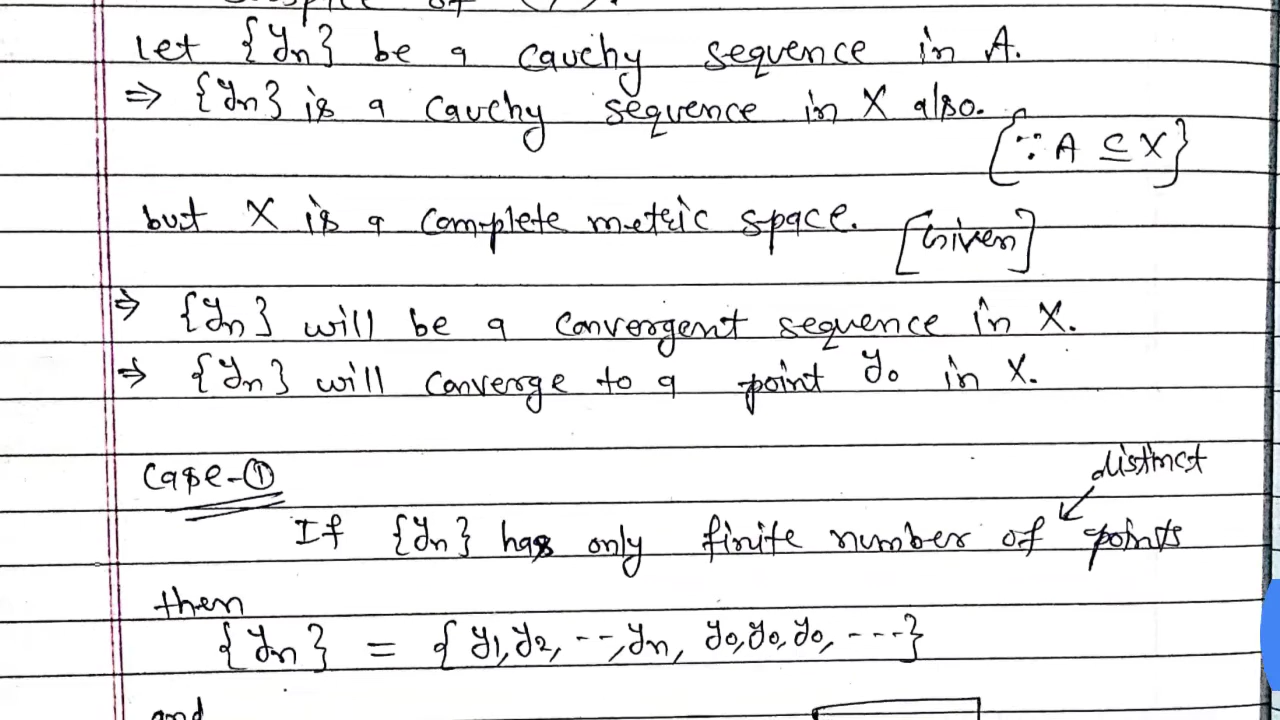 Let {yn} be a cauchy sequence in A.
⇒ {yn} is a cauchy sequence in X also.
[∵ A ⊆ X}
but X is a complete metric space. [Given]
⇒ {yn} will be a convergent sequence in X.
⇒ {yn} will converge to a point y₀ in X.
Case-①
distinct
If {yn} has only finite number of points
then
{yn} = {y₁, y₂, --, yn, y₀, y₀, y₀, ---}
and